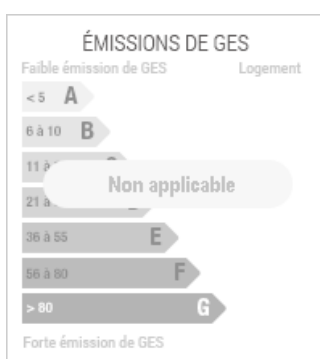 ÉMISSIONS DE GES
Faible émission de GES Logement
< 5 A
6 à 10 B
11 à
Non applicable
21 à
36 à 55 E
56 à 80 F
> 80 G
Forte émission de GES